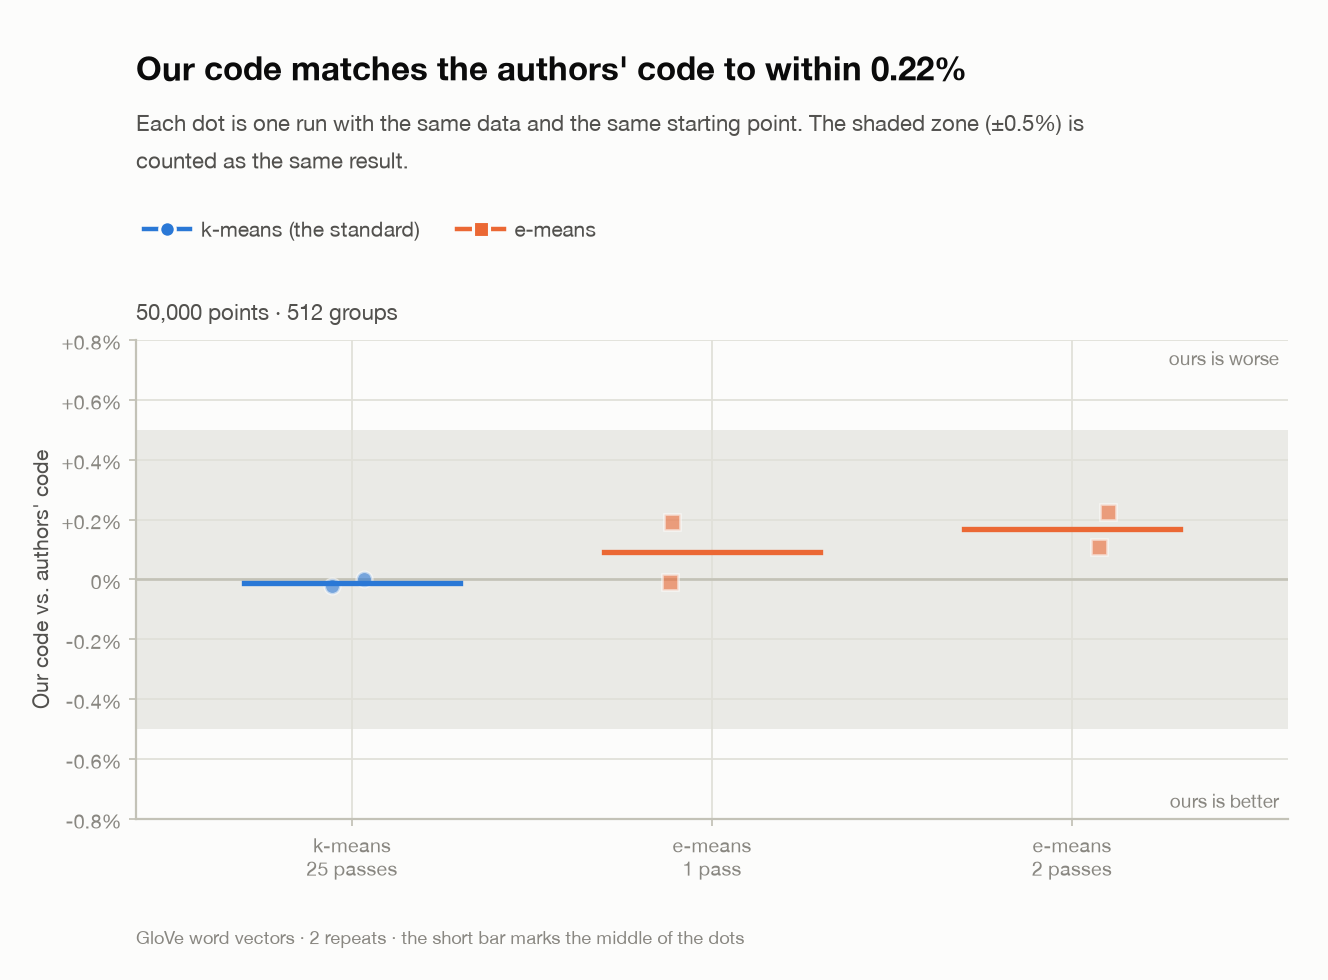 Our code matches the authors' code to within 0.22%
Each dot is one run with the same data and the same starting point. The shaded zone (±0.5%) is
counted as the same result.
k-means (the standard)
e-means
50,000 points · 512 groups
+0.8%
+0.6%
+0.4%
+0.2%
0%
-0.2%
-0.4%
-0.6%
-0.8%
Our code vs. authors' code
ours is worse
ours is better
k-means
25 passes
e-means
1 pass
e-means
2 passes
GloVe word vectors · 2 repeats · the short bar marks the middle of the dots